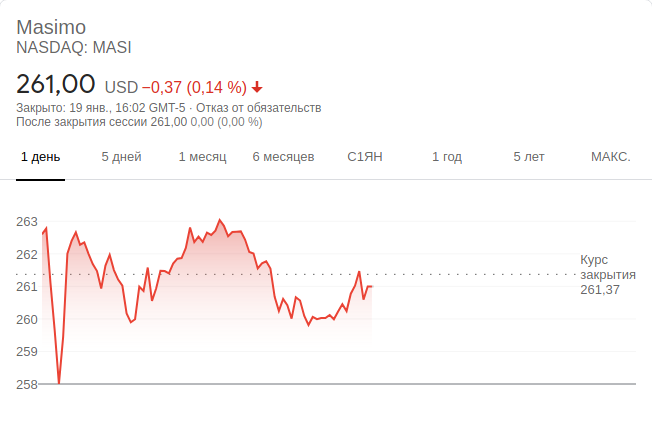 Masimo
NASDAQ: MASI
261,00 USD −0,37 (0,14 %)
Закрыто: 19 янв., 16:02 GMT-5 · Отказ от обязательств
После закрытия сессии 261,00 0,00 (0,00 %)
1 день 5 дней 1 месяц 6 месяцев С1ЯН 1 год 5 лет МАКС.
263
262
261
260
259
258
Курс
закрытия
261,37